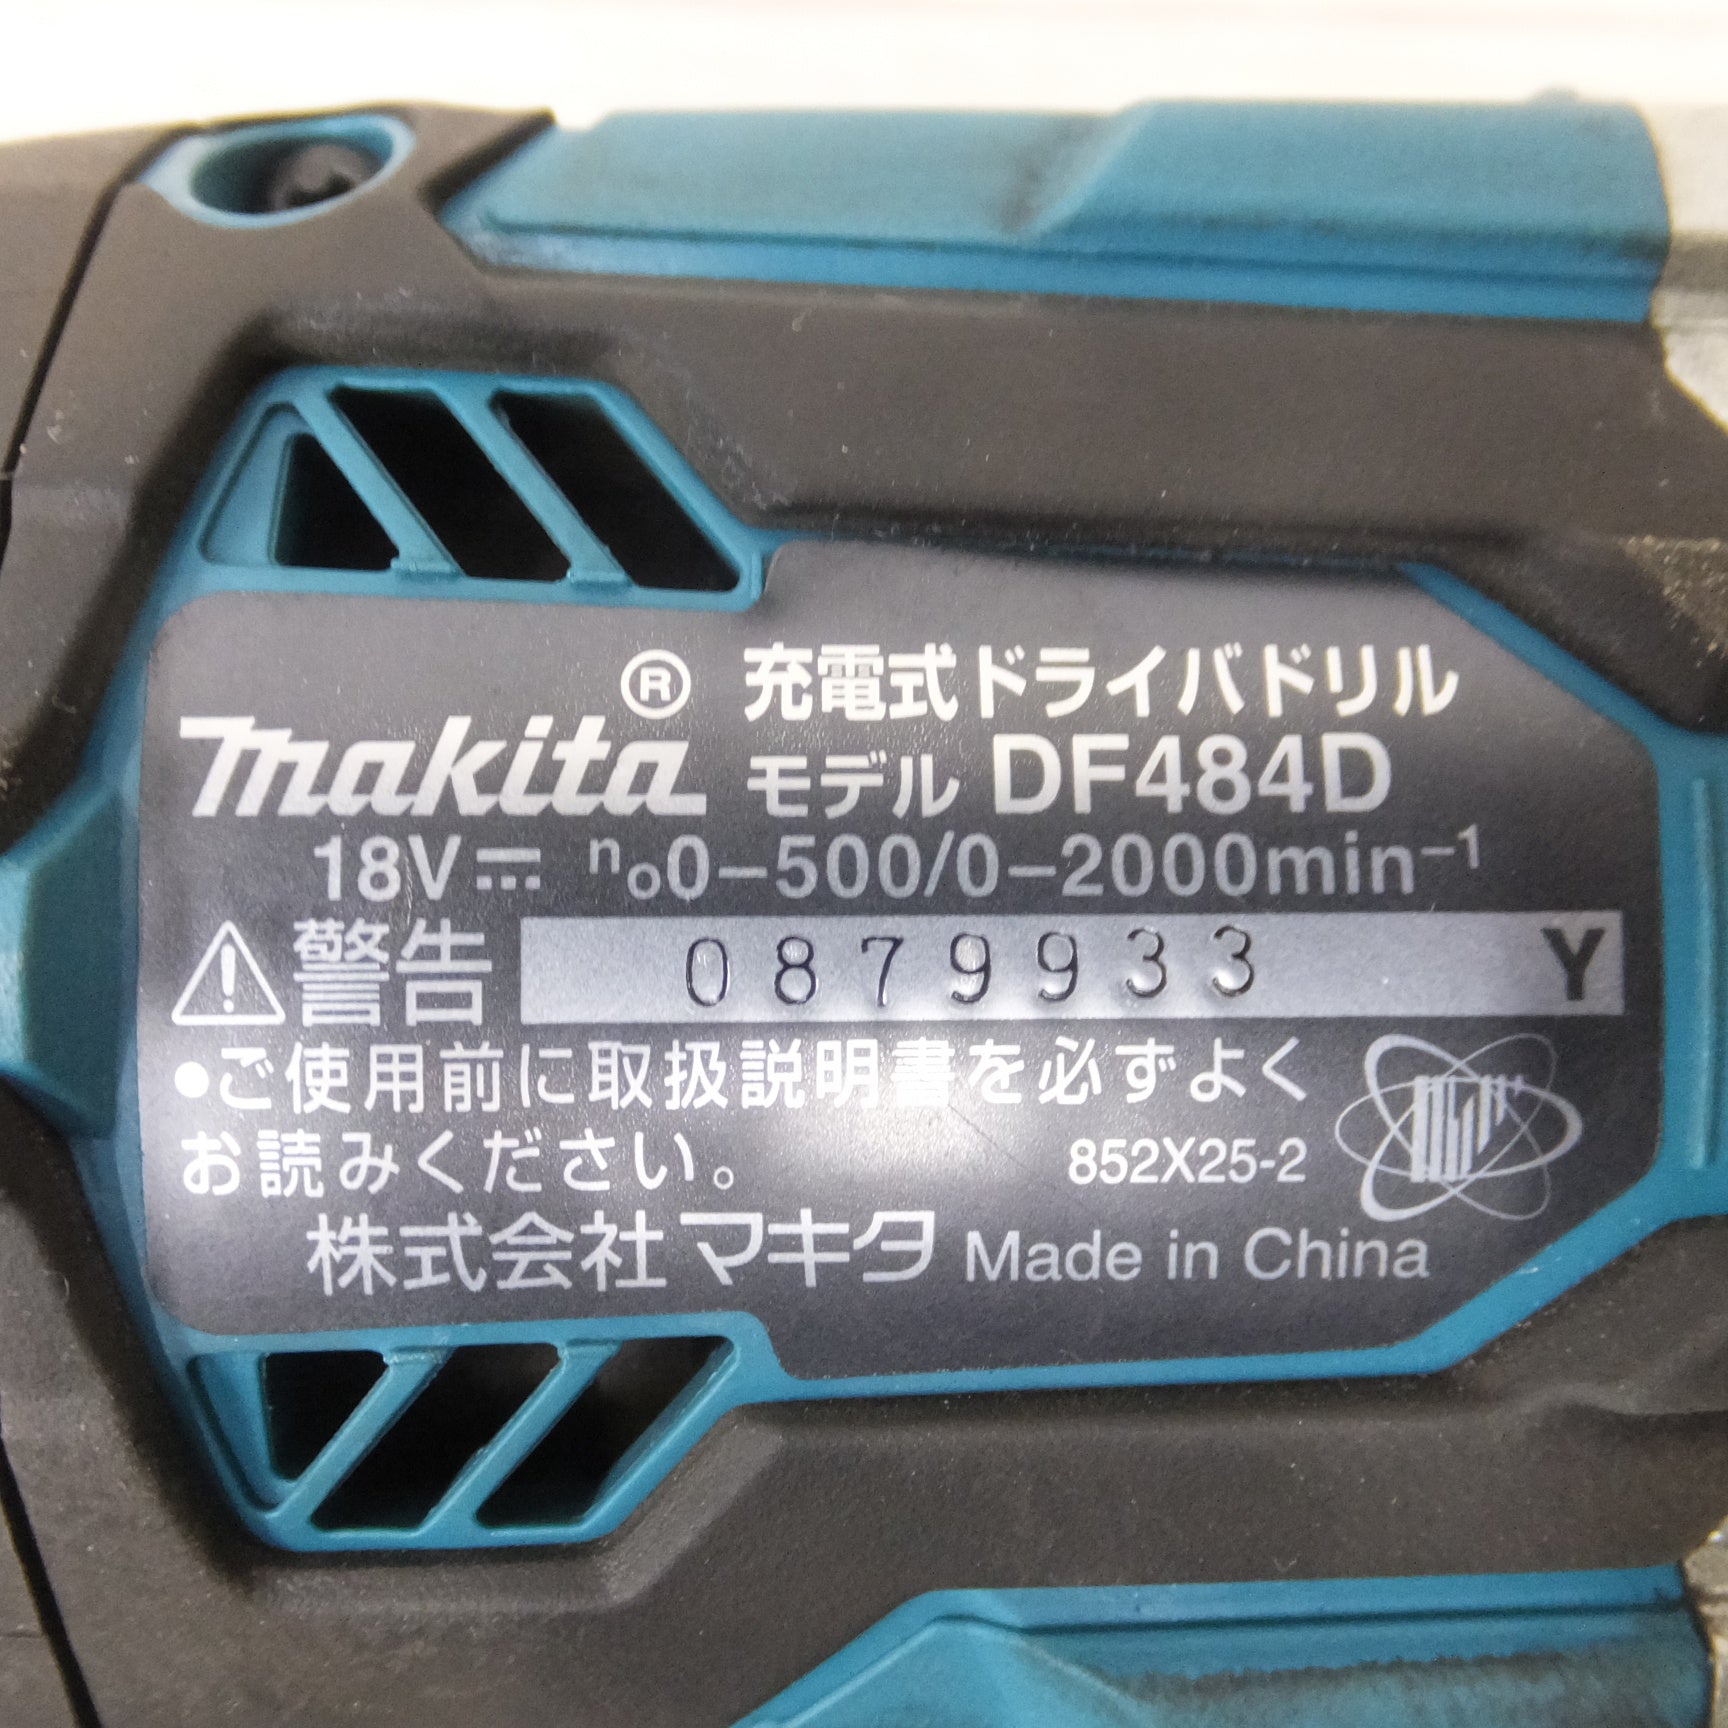 makita® 充電式ドライバドリル
モデル DF484D
18V⎓ n₀0-500/0-2000min⁻¹
警告 0879933 Y
●ご使用前に取扱説明書を必ずよく
お読みください。 852X25-2
株式会社マキタ Made in China